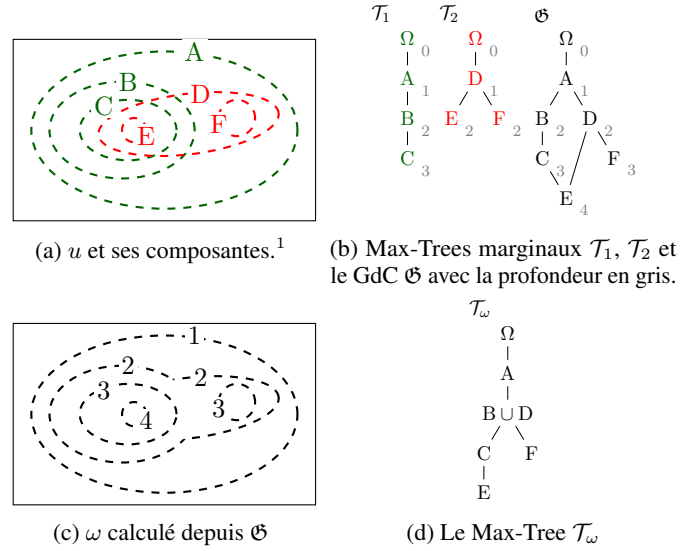 A
B
C
D
E
F
(a) u et ses composantes.¹
𝒯₁ 𝒯₂ 𝔊
Ω 0 Ω 0 Ω 0
A 1 D 1 A 1
B 2 E 2 F 2 B 2 D 2
C 3 C 3 F 3
E 4
(b) Max-Trees marginaux 𝒯₁, 𝒯₂ et
le GdC 𝔊 avec la profondeur en gris.
1
2 2
3 3
4
(c) ω calculé depuis 𝔊
𝒯ω
Ω
A
B ∪ D
C F
E
(d) Le Max-Tree 𝒯ω